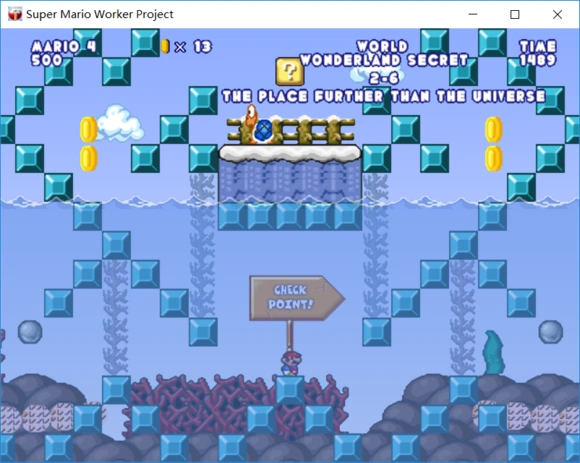 Super Mario Worker Project
MARIO 4
500
× 13
WORLD
WONDERLAND SECRET
2-6
THE PLACE FURTHER THAN THE UNIVERSE
TIME
1489
?
CHECK
POINT!